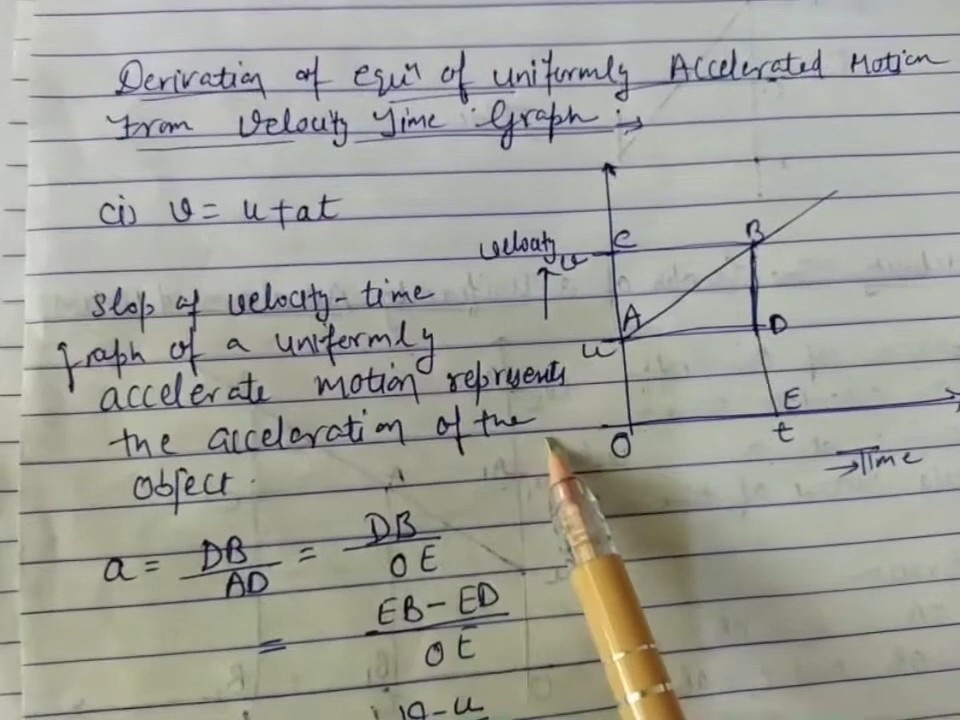 Derivation of equⁿ of uniformly Accelerated Motion
From Velocity Time Graph :→
(i) v = u + at
Slop of velocity-time
graph of a uniformly
accelerate motion represents
the acceleration of the
object.
a = DB/AD = DB/OE
= EB-ED/OE
v-u
Velocity
v C B
A D
u
O E
t
→Time